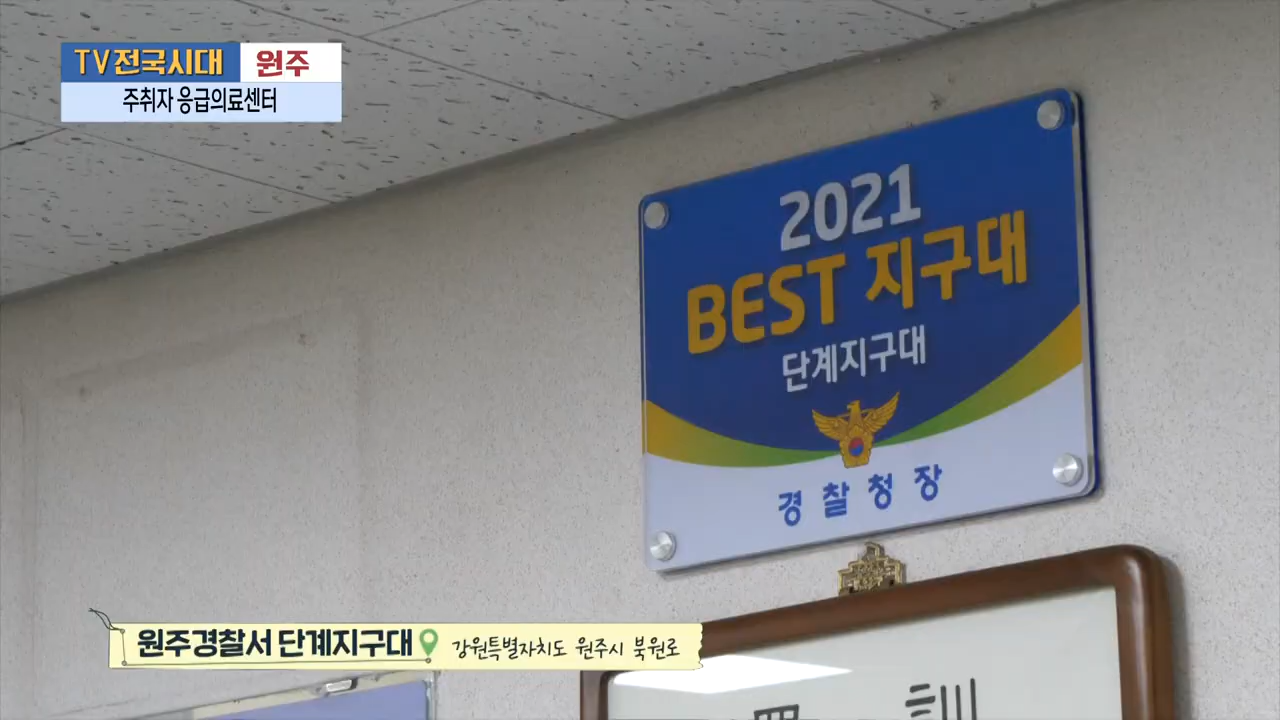 TV전국시대 원주
주취자 응급의료센터
2021
BEST 지구대
단계지구대
경찰청장
원주경찰서 단계지구대 강원특별자치도 원주시 북원로
訓